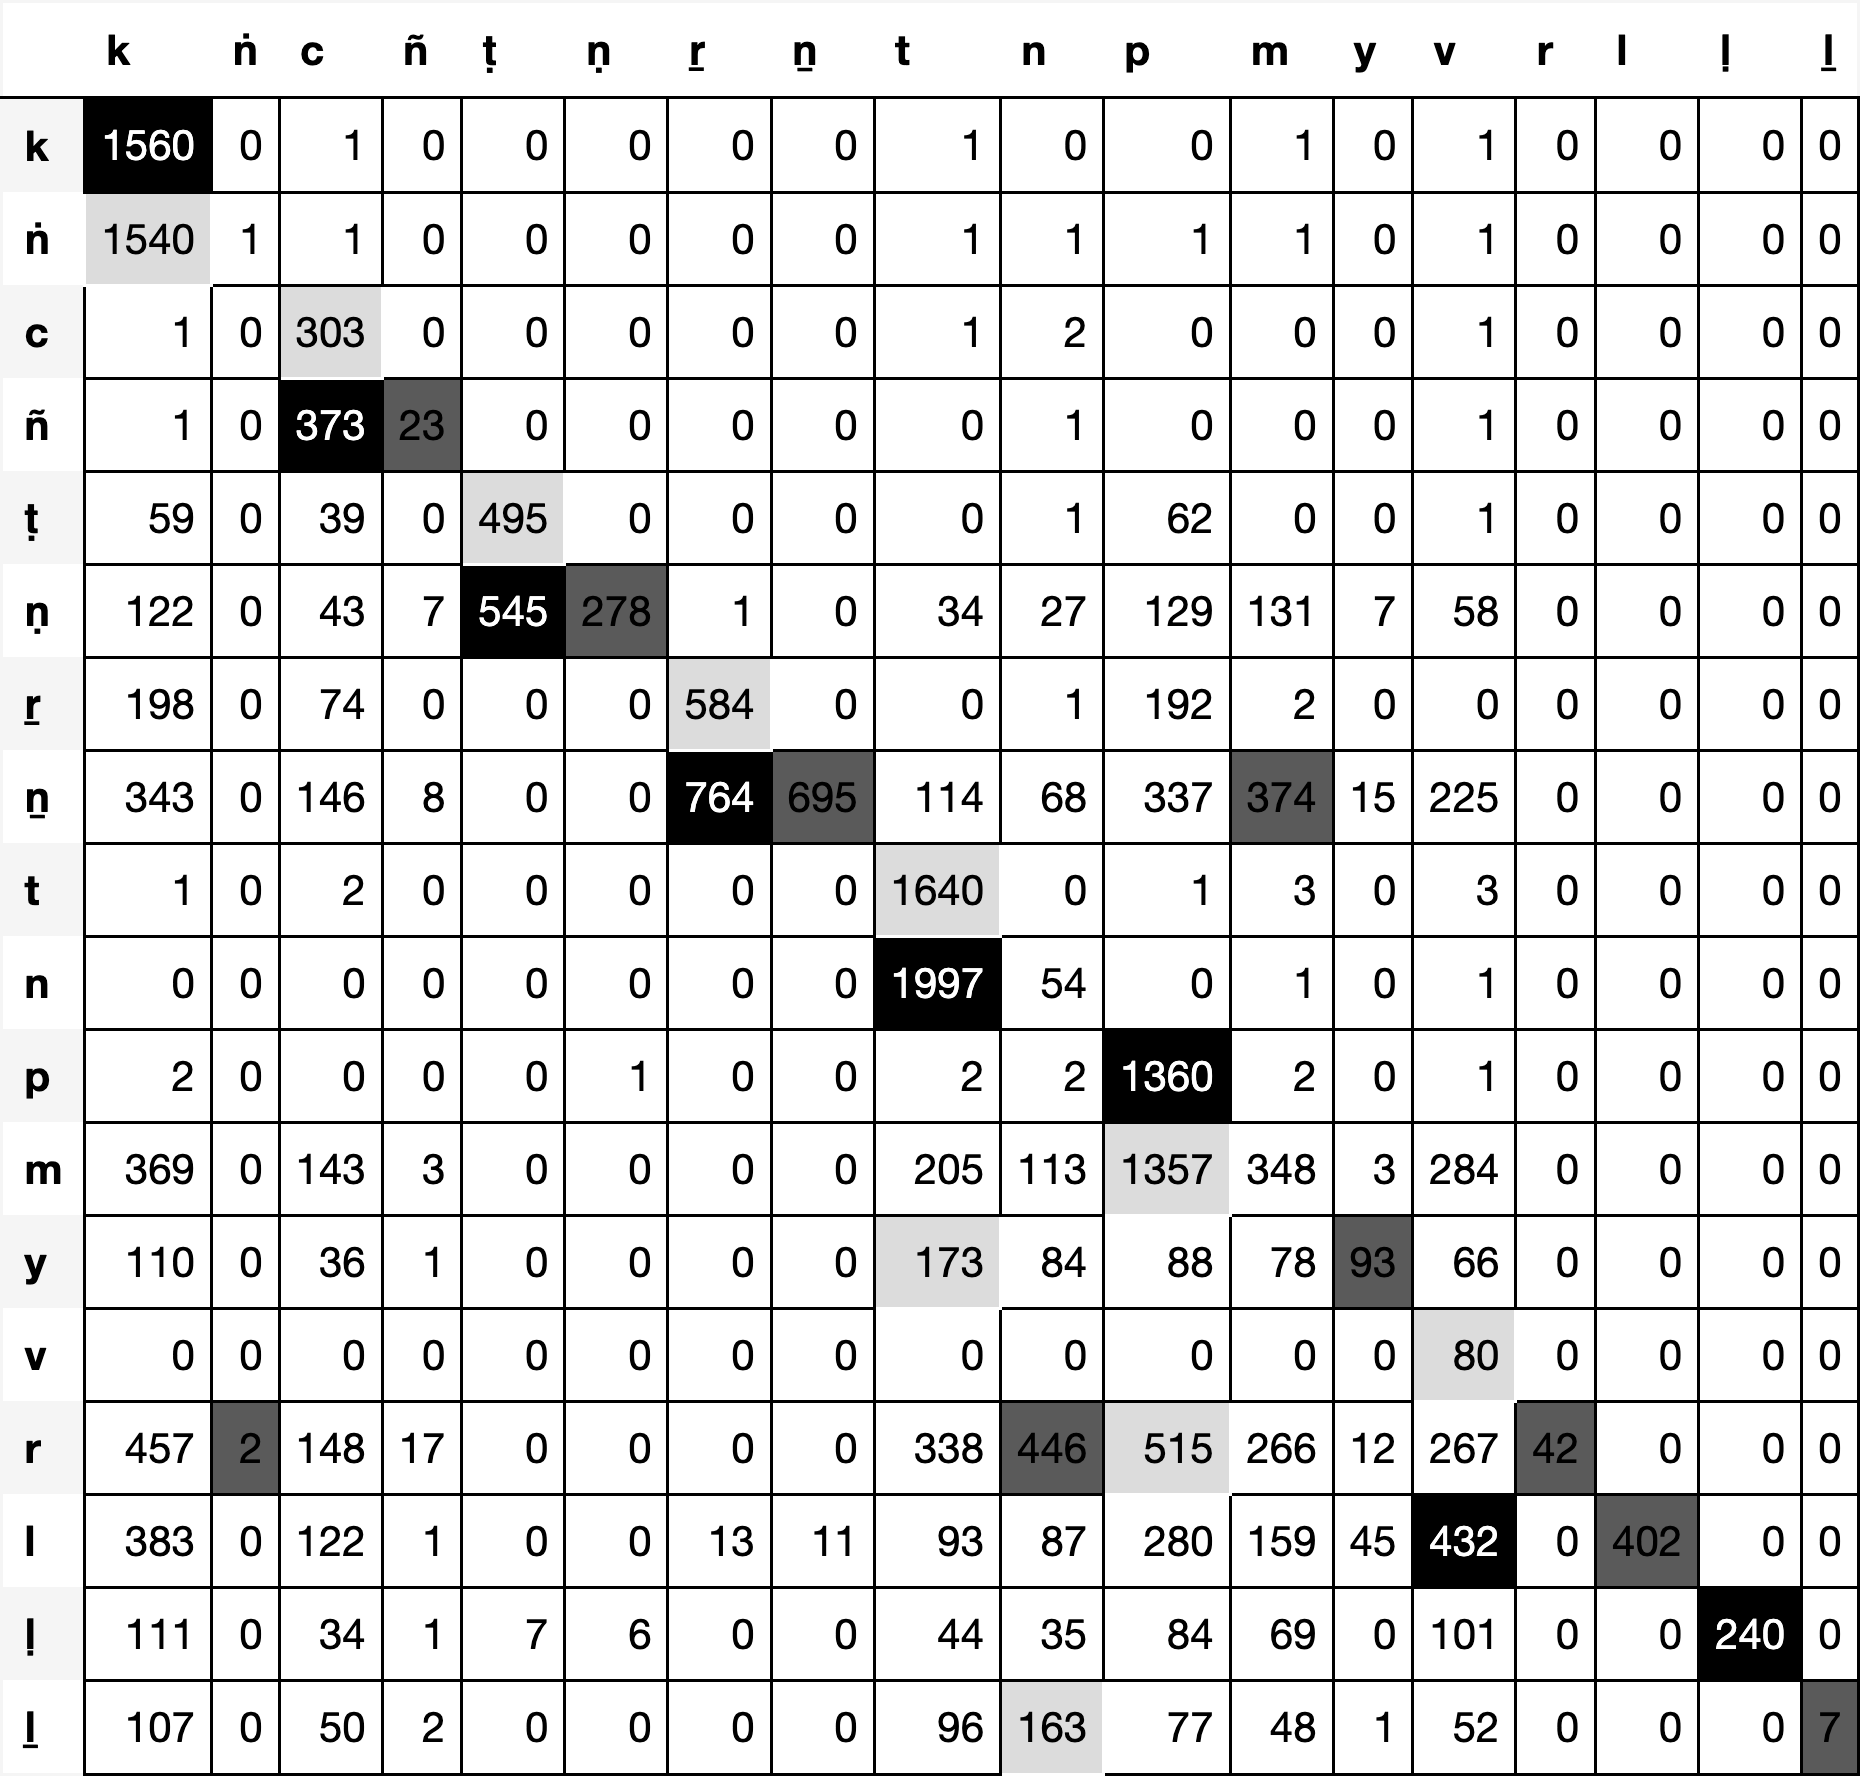 k ṅ c ñ ṭ ṇ ṟ ṉ t n p m y v r l ḷ ḻ
k 1560 0 1 0 0 0 0 0 1 0 0 1 0 1 0 0 0 0
ṅ 1540 1 1 0 0 0 0 0 1 1 1 1 0 1 0 0 0 0
c 1 0 303 0 0 0 0 0 1 2 0 0 0 1 0 0 0 0
ñ 1 0 373 23 0 0 0 0 0 1 0 0 0 1 0 0 0 0
ṭ 59 0 39 0 495 0 0 0 0 1 62 0 0 1 0 0 0 0
ṇ 122 0 43 7 545 278 1 0 34 27 129 131 7 58 0 0 0 0
ṟ 198 0 74 0 0 0 584 0 0 1 192 2 0 0 0 0 0 0
ṉ 343 0 146 8 0 0 764 695 114 68 337 374 15 225 0 0 0 0
t 1 0 2 0 0 0 0 0 1640 0 1 3 0 3 0 0 0 0
n 0 0 0 0 0 0 0 0 1997 54 0 1 0 1 0 0 0 0
p 2 0 0 0 0 1 0 0 2 2 1360 2 0 1 0 0 0 0
m 369 0 143 3 0 0 0 0 205 113 1357 348 3 284 0 0 0 0
y 110 0 36 1 0 0 0 0 173 84 88 78 93 66 0 0 0 0
v 0 0 0 0 0 0 0 0 0 0 0 0 0 80 0 0 0 0
r 457 2 148 17 0 0 0 0 338 446 515 266 12 267 42 0 0 0
l 383 0 122 1 0 0 13 11 93 87 280 159 45 432 0 402 0 0
ḷ 111 0 34 1 7 6 0 0 44 35 84 69 0 101 0 0 240 0
ḻ 107 0 50 2 0 0 0 0 96 163 77 48 1 52 0 0 0 7